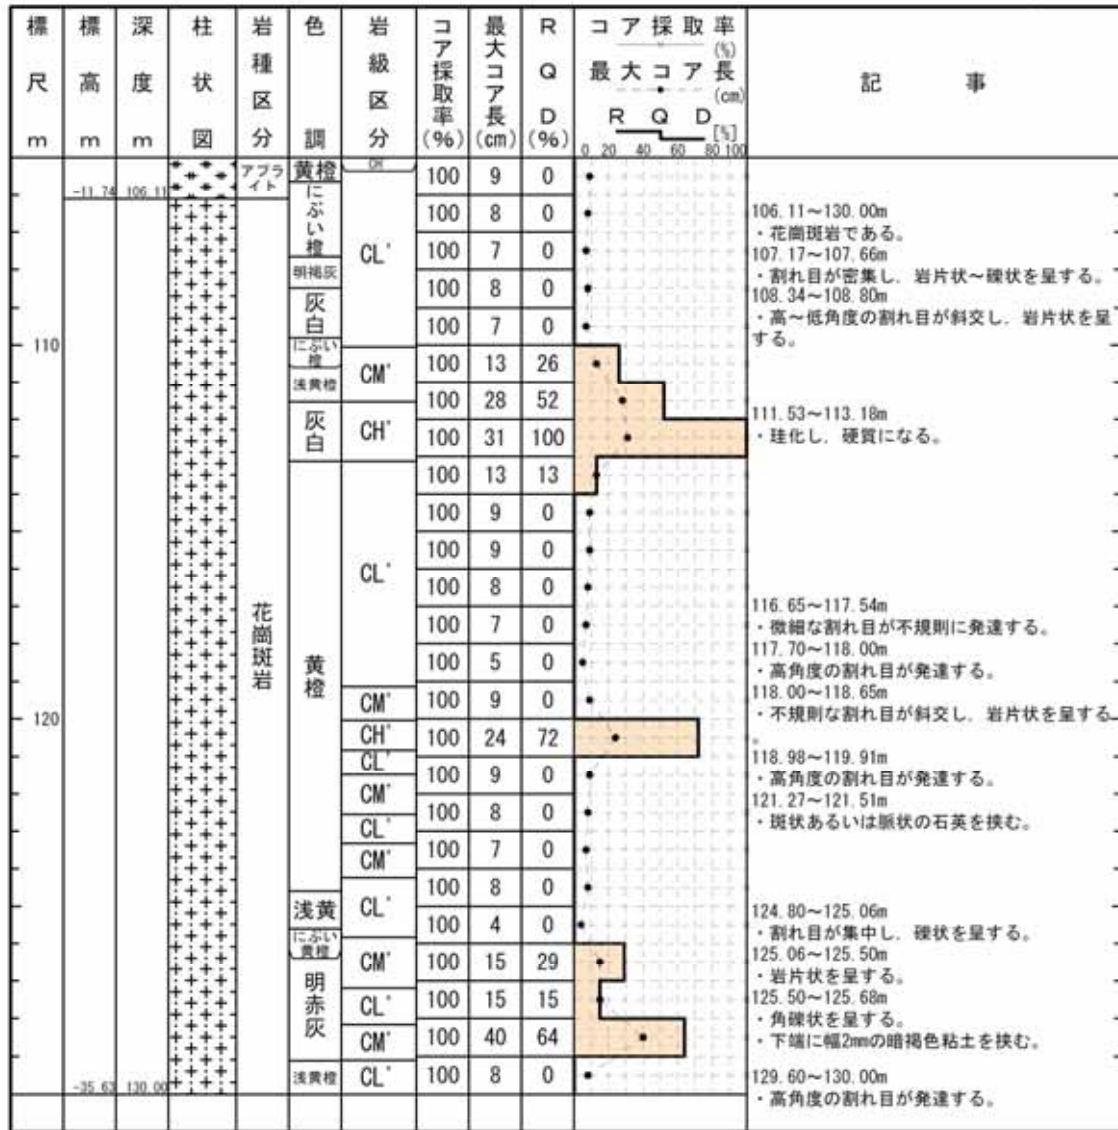 標尺m 標高m 深度m 柱状図 岩種区分 色調 岩級区分 コア採取率(%) 最大コア長(cm) RQD(%) コア採取率(%) 最大コア長(cm) RQD[%] 記事
0 20 40 60 80 100
アプライト 黄橙 CH'
-11.74 106.11
100 9 0
にぶい橙 CL' 100 8 0
106.11~130.00m
・花崗斑岩である。
100 7 0
107.17~107.66m
・割れ目が密集し、岩片状~礫状を呈する。
明褐灰 100 8 0
108.34~108.80m
・高~低角度の割れ目が斜交し、岩片状を呈
する。
灰白 100 7 0
110
にぶい橙 CM' 100 13 26
浅黄橙 100 28 52
111.53~113.18m
・珪化し、硬質になる。
灰白 CH' 100 31 100
100 13 13
100 9 0
100 9 0
CL' 100 8 0
花崗斑岩 黄橙
116.65~117.54m
・微細な割れ目が不規則に発達する。
100 7 0
117.70~118.00m
・高角度の割れ目が発達する。
100 5 0
118.00~118.65m
・不規則な割れ目が斜交し、岩片状を呈する
。
CM' 100 9 0
120
CH' 100 24 72
118.98~119.91m
・高角度の割れ目が発達する。
CL' 100 9 0
121.27~121.51m
・斑状あるいは脈状の石英を挟む。
CM' 100 8 0
CL'
CM' 100 7 0
100 8 0
浅黄 CL' 100 4 0
124.80~125.06m
・割れ目が集中し、礫状を呈する。
にぶい黄橙
125.06~125.50m
・岩片状を呈する。
CM' 100 15 29
125.50~125.68m
・角礫状を呈する。
・下端に幅2mmの暗褐色粘土を挟む。
明赤灰 CL' 100 15 15
CM' 100 40 64
浅黄橙 CL' 100 8 0
129.60~130.00m
・高角度の割れ目が発達する。
-35.63 130.00